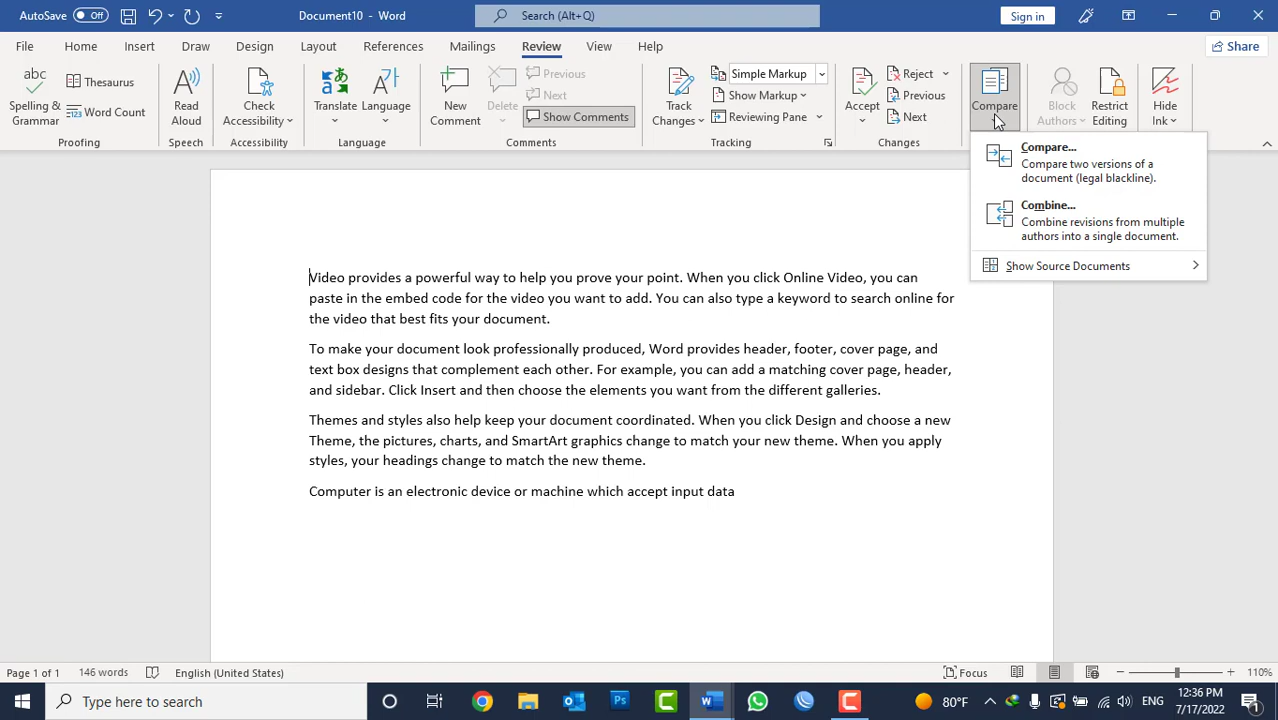 AutoSave Off Document10 - Word Search (Alt+Q) Sign in
File Home Insert Draw Design Layout References Mailings Review View Help Share
abc
Spelling &
Grammar
Thesaurus
123 Word Count
Proofing
Read
Aloud
Speech
Check
Accessibility
Accessibility
Translate
Language
Language
New
Comment
Delete
Previous
Next
Show Comments
Comments
Track
Changes
Simple Markup
Show Markup
Reviewing Pane
Tracking
Accept
Reject
Previous
Next
Changes
Compare
Block
Authors
Restrict
Editing
Hide
Ink
Compare...
Compare two versions of a
document (legal blackline).
Combine...
Combine revisions from multiple
authors into a single document.
Show Source Documents
Video provides a powerful way to help you prove your point. When you click Online Video, you can
paste in the embed code for the video you want to add. You can also type a keyword to search online for
the video that best fits your document.
To make your document look professionally produced, Word provides header, footer, cover page, and
text box designs that complement each other. For example, you can add a matching cover page, header,
and sidebar. Click Insert and then choose the elements you want from the different galleries.
Themes and styles also help keep your document coordinated. When you click Design and choose a new
Theme, the pictures, charts, and SmartArt graphics change to match your new theme. When you apply
styles, your headings change to match the new theme.
Computer is an electronic device or machine which accept input data
Page 1 of 1 146 words English (United States) Focus 110%
Type here to search 80°F ENG 12:36 PM
7/17/2022